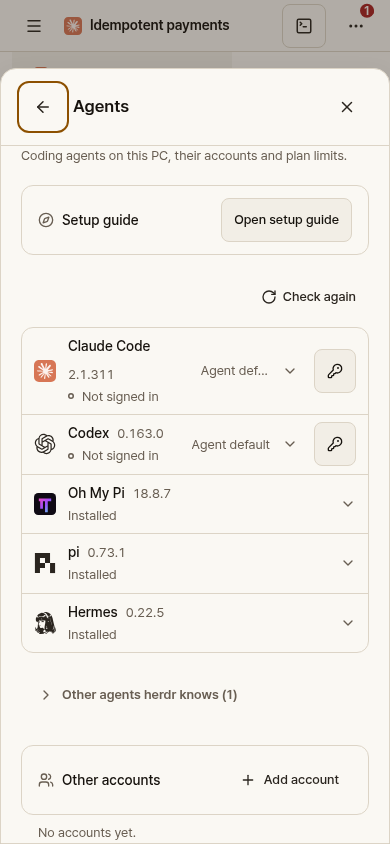 Idempotent payments
1
Agents
Coding agents on this PC, their accounts and plan limits.
Setup guide
Open setup guide
Check again
Claude Code
2.1.311
Agent def...
Not signed in
Codex 0.163.0
Agent default
Not signed in
Oh My Pi 18.8.7
Installed
pi 0.73.1
Installed
Hermes 0.22.5
Installed
Other agents herdr knows (1)
Other accounts
Add account
No accounts yet.